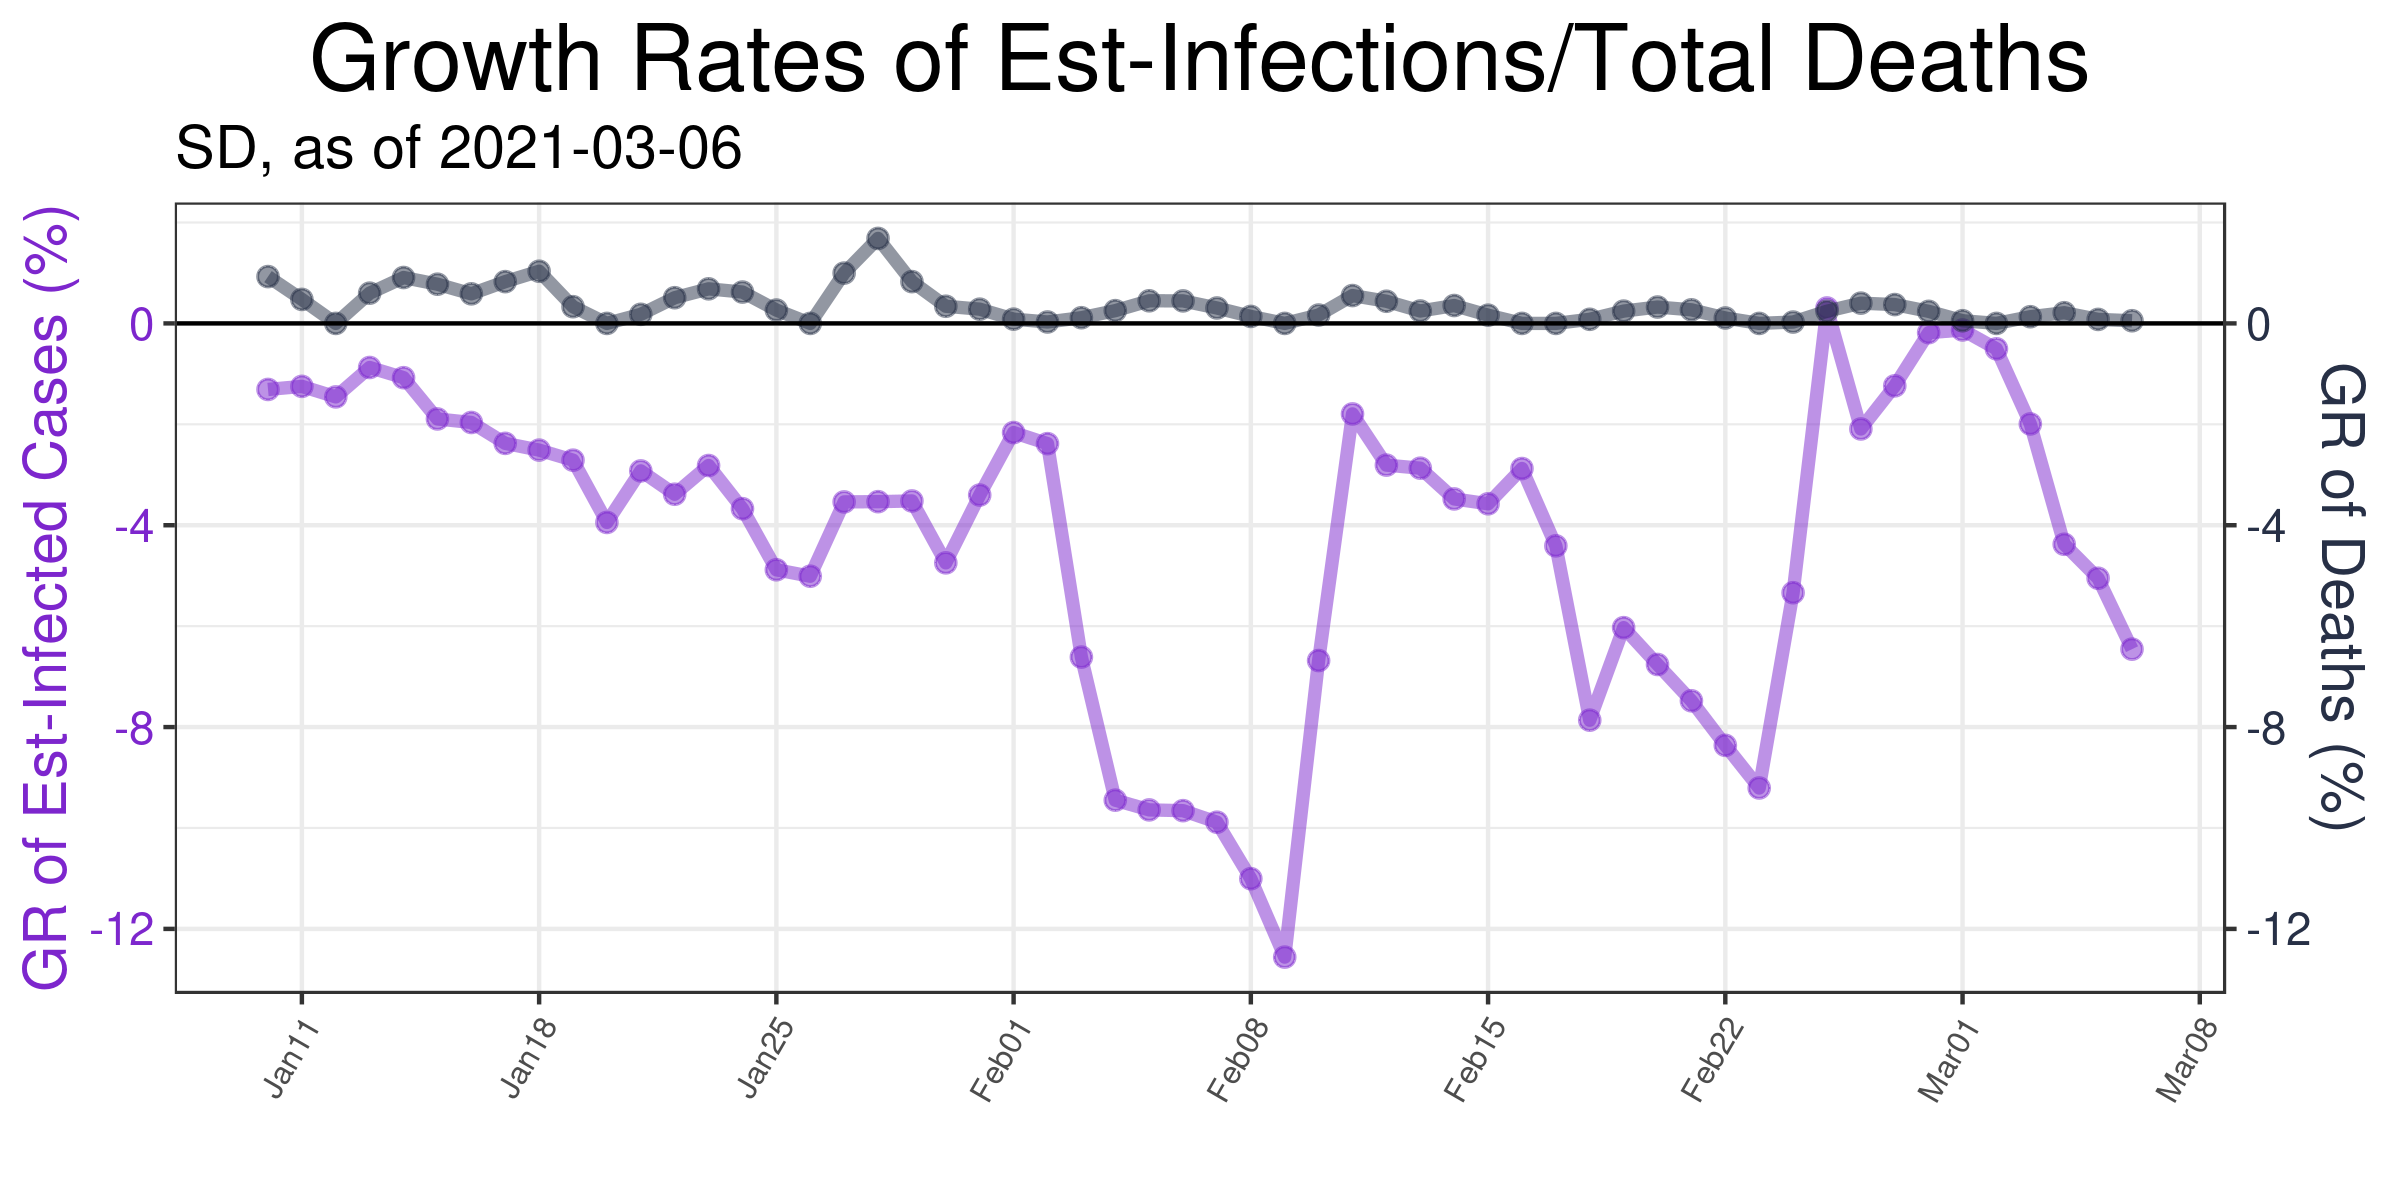 Growth Rates of Est-Infections/Total Deaths
SD, as of 2021-03-06
GR of Est-Infected Cases (%)
0
-4
-8
-12
0
-4
-8
-12
GR of Deaths (%)
Jan11
Jan18
Jan25
Feb01
Feb08
Feb15
Feb22
Mar01
Mar08